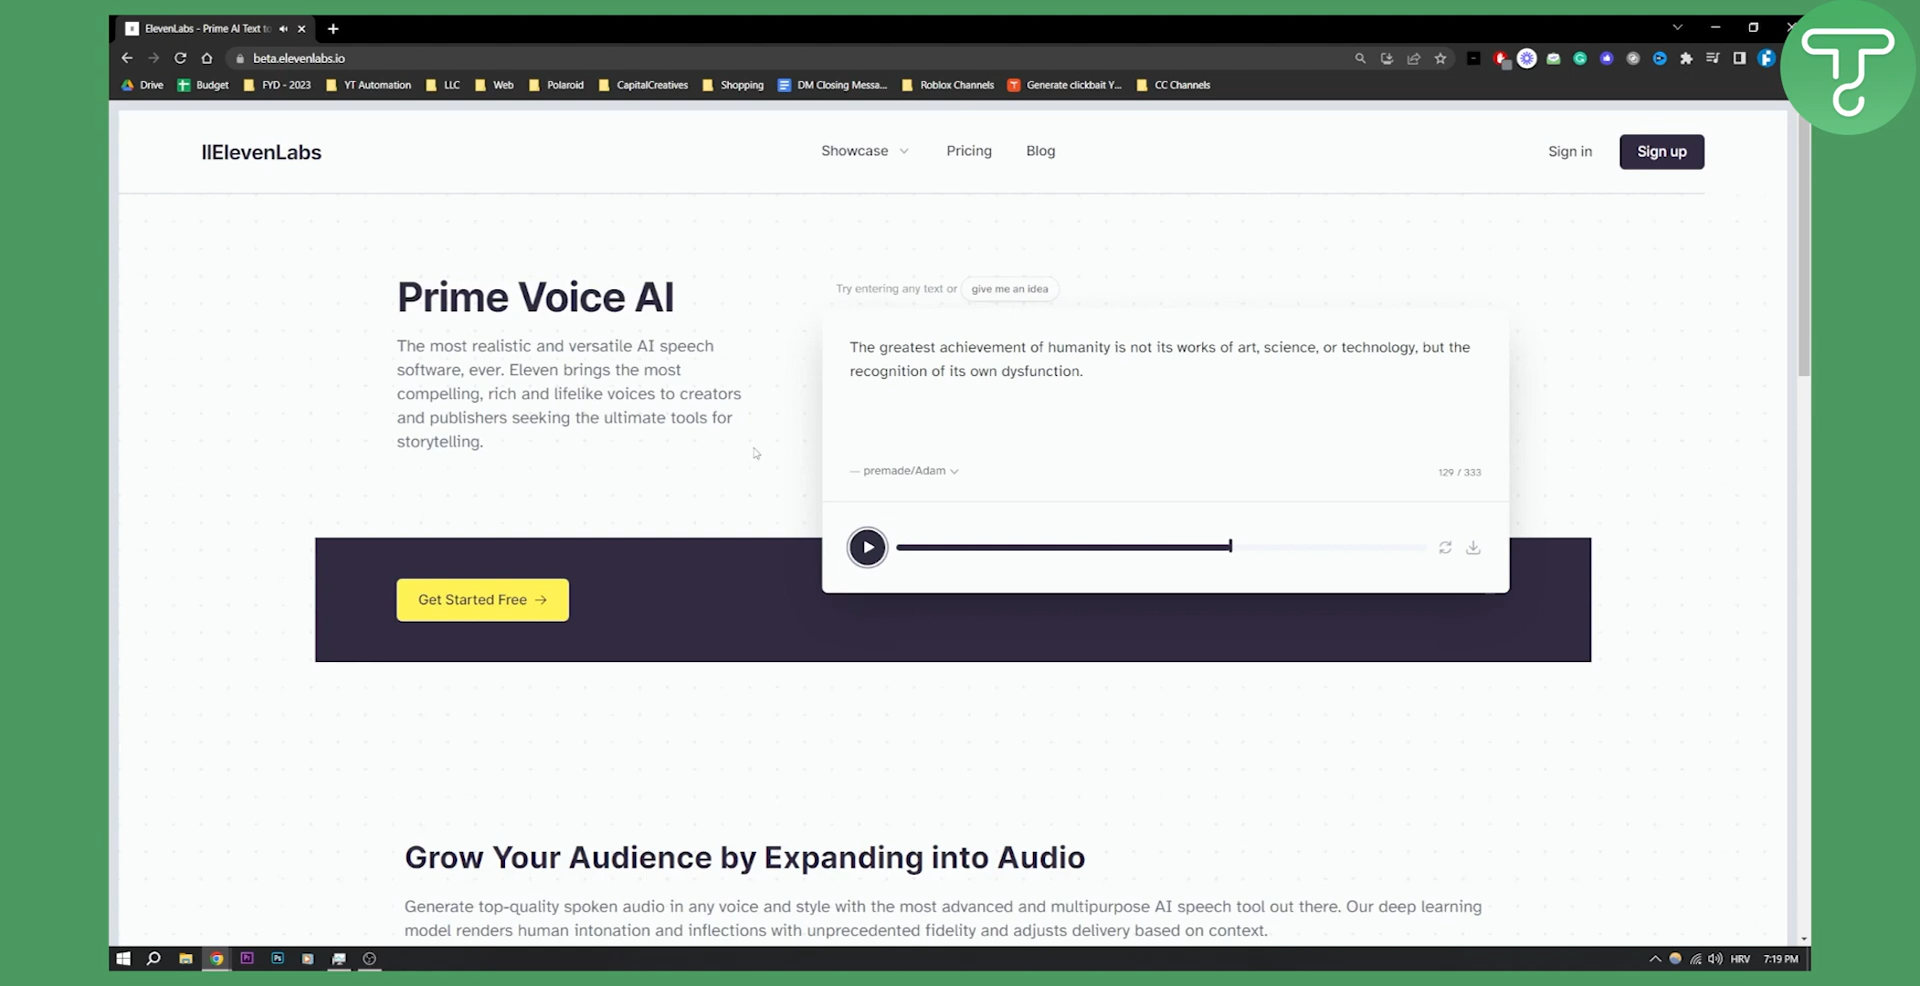 ElevenLabs - Prime AI Text to
beta.elevenlabs.io
Drive Budget FYD - 2023 YT Automation LLC Web Polaroid CapitalCreatives Shopping DM Closing Messa... Roblox Channels Generate clickbait Y... CC Channels
IIElevenLabs Showcase Pricing Blog Sign in Sign up
Prime Voice AI
The most realistic and versatile AI speech
software, ever. Eleven brings the most
compelling, rich and lifelike voices to creators
and publishers seeking the ultimate tools for
storytelling.
Try entering any text or give me an idea
The greatest achievement of humanity is not its works of art, science, or technology, but the
recognition of its own dysfunction.
— premade/Adam 129 / 333
Get Started Free →
Grow Your Audience by Expanding into Audio
Generate top-quality spoken audio in any voice and style with the most advanced and multipurpose AI speech tool out there. Our deep learning
model renders human intonation and inflections with unprecedented fidelity and adjusts delivery based on context.
Pr Ps HRV 7:19 PM